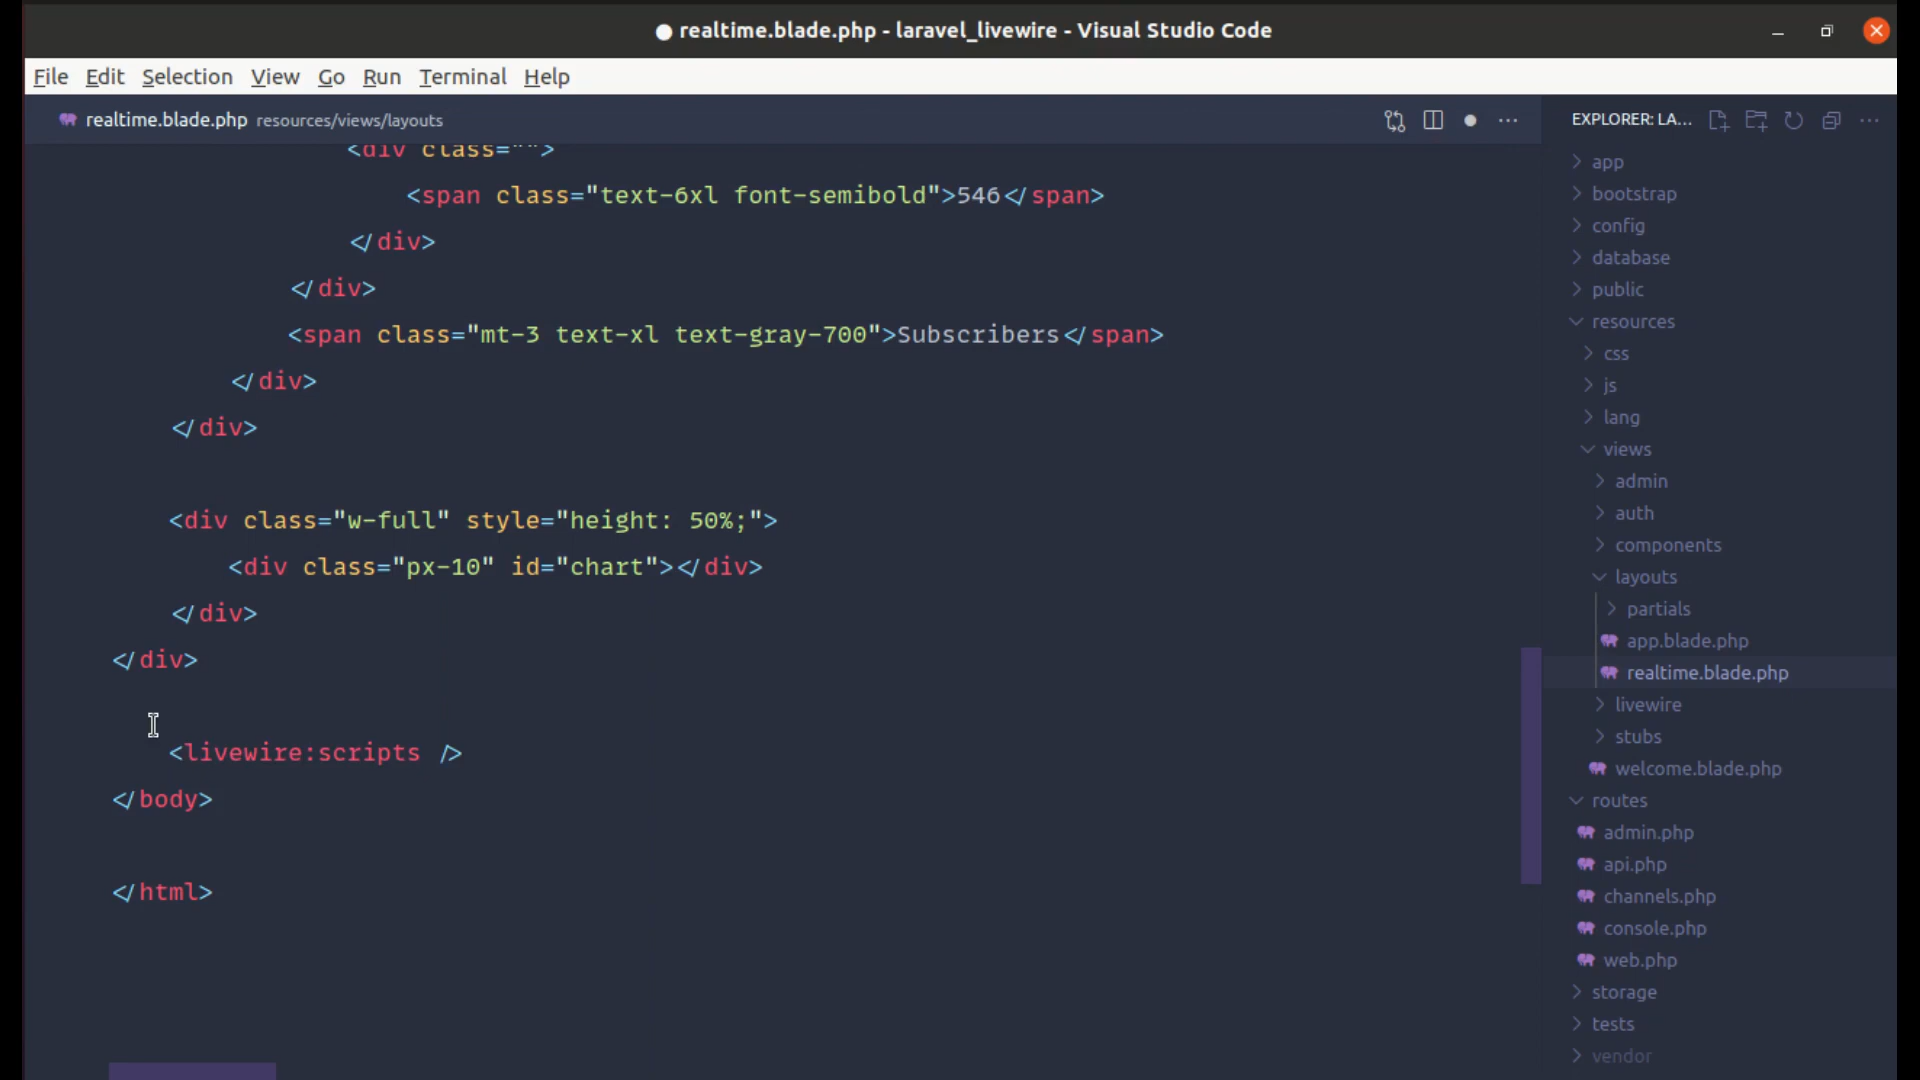 realtime.blade.php - laravel_livewire - Visual Studio Code
File Edit Selection View Go Run Terminal Help
realtime.blade.php resources/views/layouts
EXPLORER: LA...
<div class="">
<span class="text-6xl font-semibold">546</span>
</div>
</div>
<span class="mt-3 text-xl text-gray-700">Subscribers</span>
</div>
</div>
<div class="w-full" style="height: 50%;">
<div class="px-10" id="chart"></div>
</div>
</div>
<livewire:scripts />
</body>
</html>
app
bootstrap
config
database
public
resources
css
js
lang
views
admin
auth
components
layouts
partials
app.blade.php
realtime.blade.php
livewire
stubs
welcome.blade.php
routes
admin.php
api.php
channels.php
console.php
web.php
storage
tests
vendor